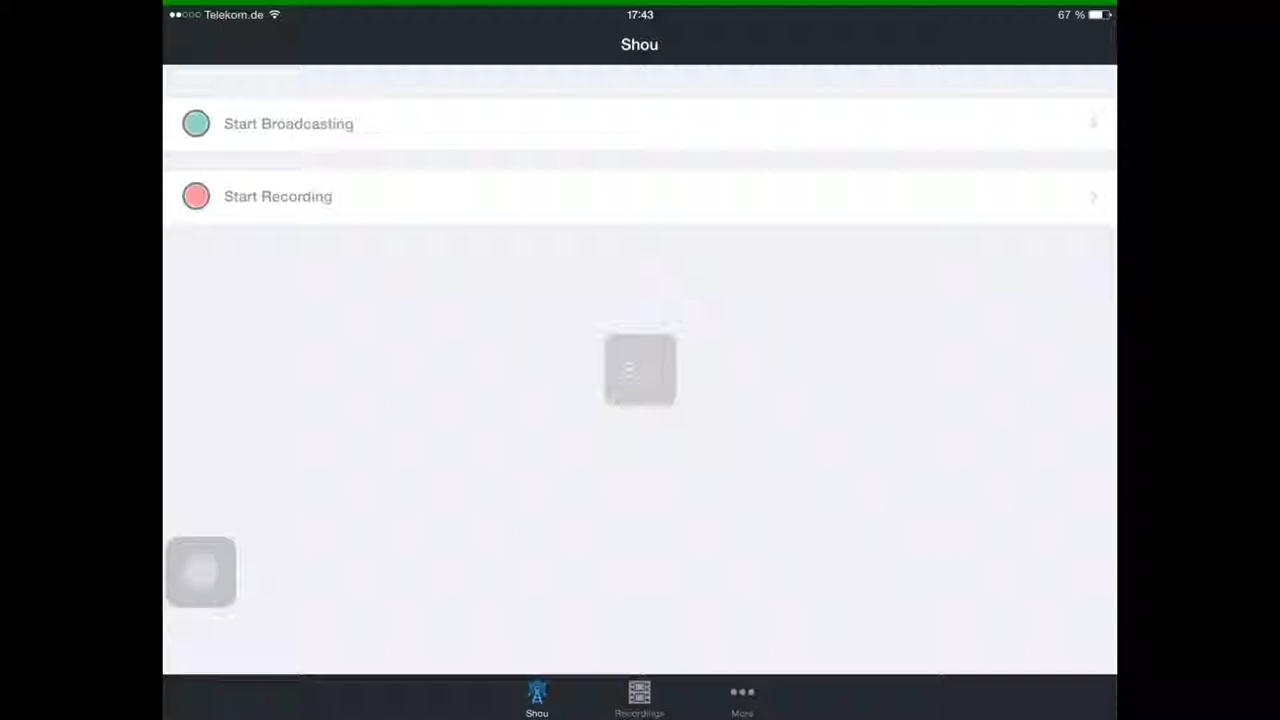 Telekom.de 17:43 67 %
Shou
Start Broadcasting
Start Recording
Shou Recordings More